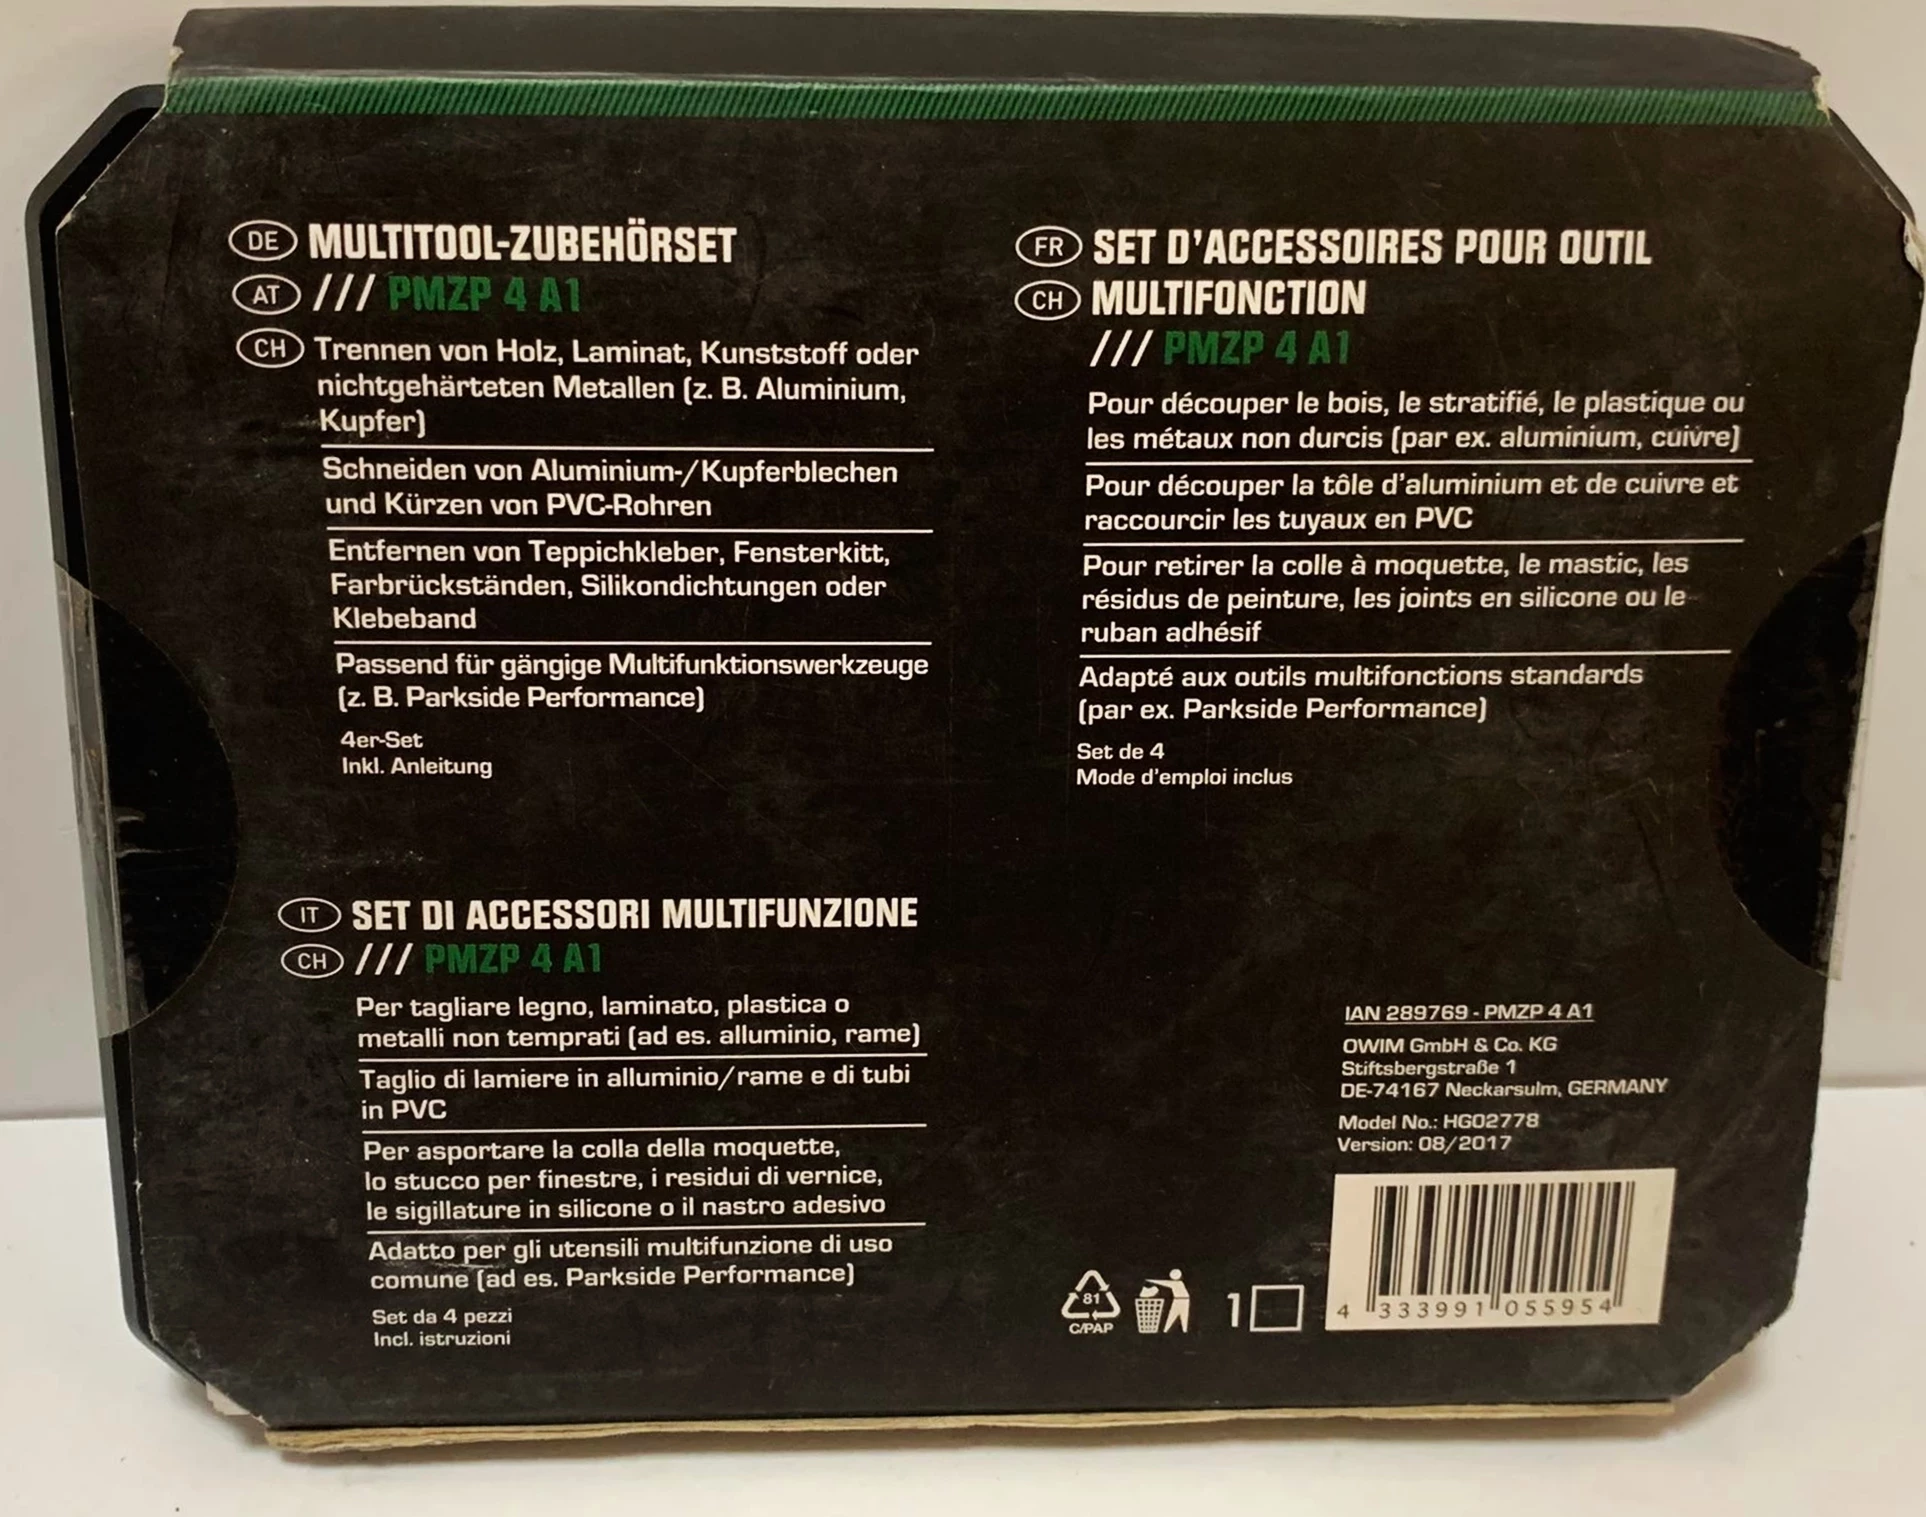 DE MULTITOOL-ZUBEHÖRSET
AT /// PMZP 4 A1
CH Trennen von Holz, Laminat, Kunststoff oder
nichtgehärteten Metallen (z. B. Aluminium,
Kupfer)
Schneiden von Aluminium-/Kupferblechen
und Kürzen von PVC-Rohren
Entfernen von Teppichkleber, Fensterkitt,
Farbrückständen, Silikondichtungen oder
Klebeband
Passend für gängige Multifunktionswerkzeuge
(z. B. Parkside Performance)
4er-Set
Inkl. Anleitung
FR SET D'ACCESSOIRES POUR OUTIL
CH MULTIFONCTION
/// PMZP 4 A1
Pour découper le bois, le stratifié, le plastique ou
les métaux non durcis (par ex. aluminium, cuivre)
Pour découper la tôle d'aluminium et de cuivre et
raccourcir les tuyaux en PVC
Pour retirer la colle à moquette, le mastic, les
résidus de peinture, les joints en silicone ou le
ruban adhésif
Adapté aux outils multifonctions standards
(par ex. Parkside Performance)
Set de 4
Mode d'emploi inclus
IT SET DI ACCESSORI MULTIFUNZIONE
CH /// PMZP 4 A1
Per tagliare legno, laminato, plastica o
metalli non temprati (ad es. alluminio, rame)
Taglio di lamiere in alluminio/rame e di tubi
in PVC
Per asportare la colla della moquette,
lo stucco per finestre, i residui di vernice,
le sigillature in silicone o il nastro adesivo
Adatto per gli utensili multifunzione di uso
comune (ad es. Parkside Performance)
Set da 4 pezzi
Incl. istruzioni
IAN 289769 - PMZP 4 A1
OWIM GmbH & Co. KG
Stiftsbergstraße 1
DE-74167 Neckarsulm, GERMANY
Model No.: HG02778
Version: 08/2017
81
C/PAP
1
4 333991 055954